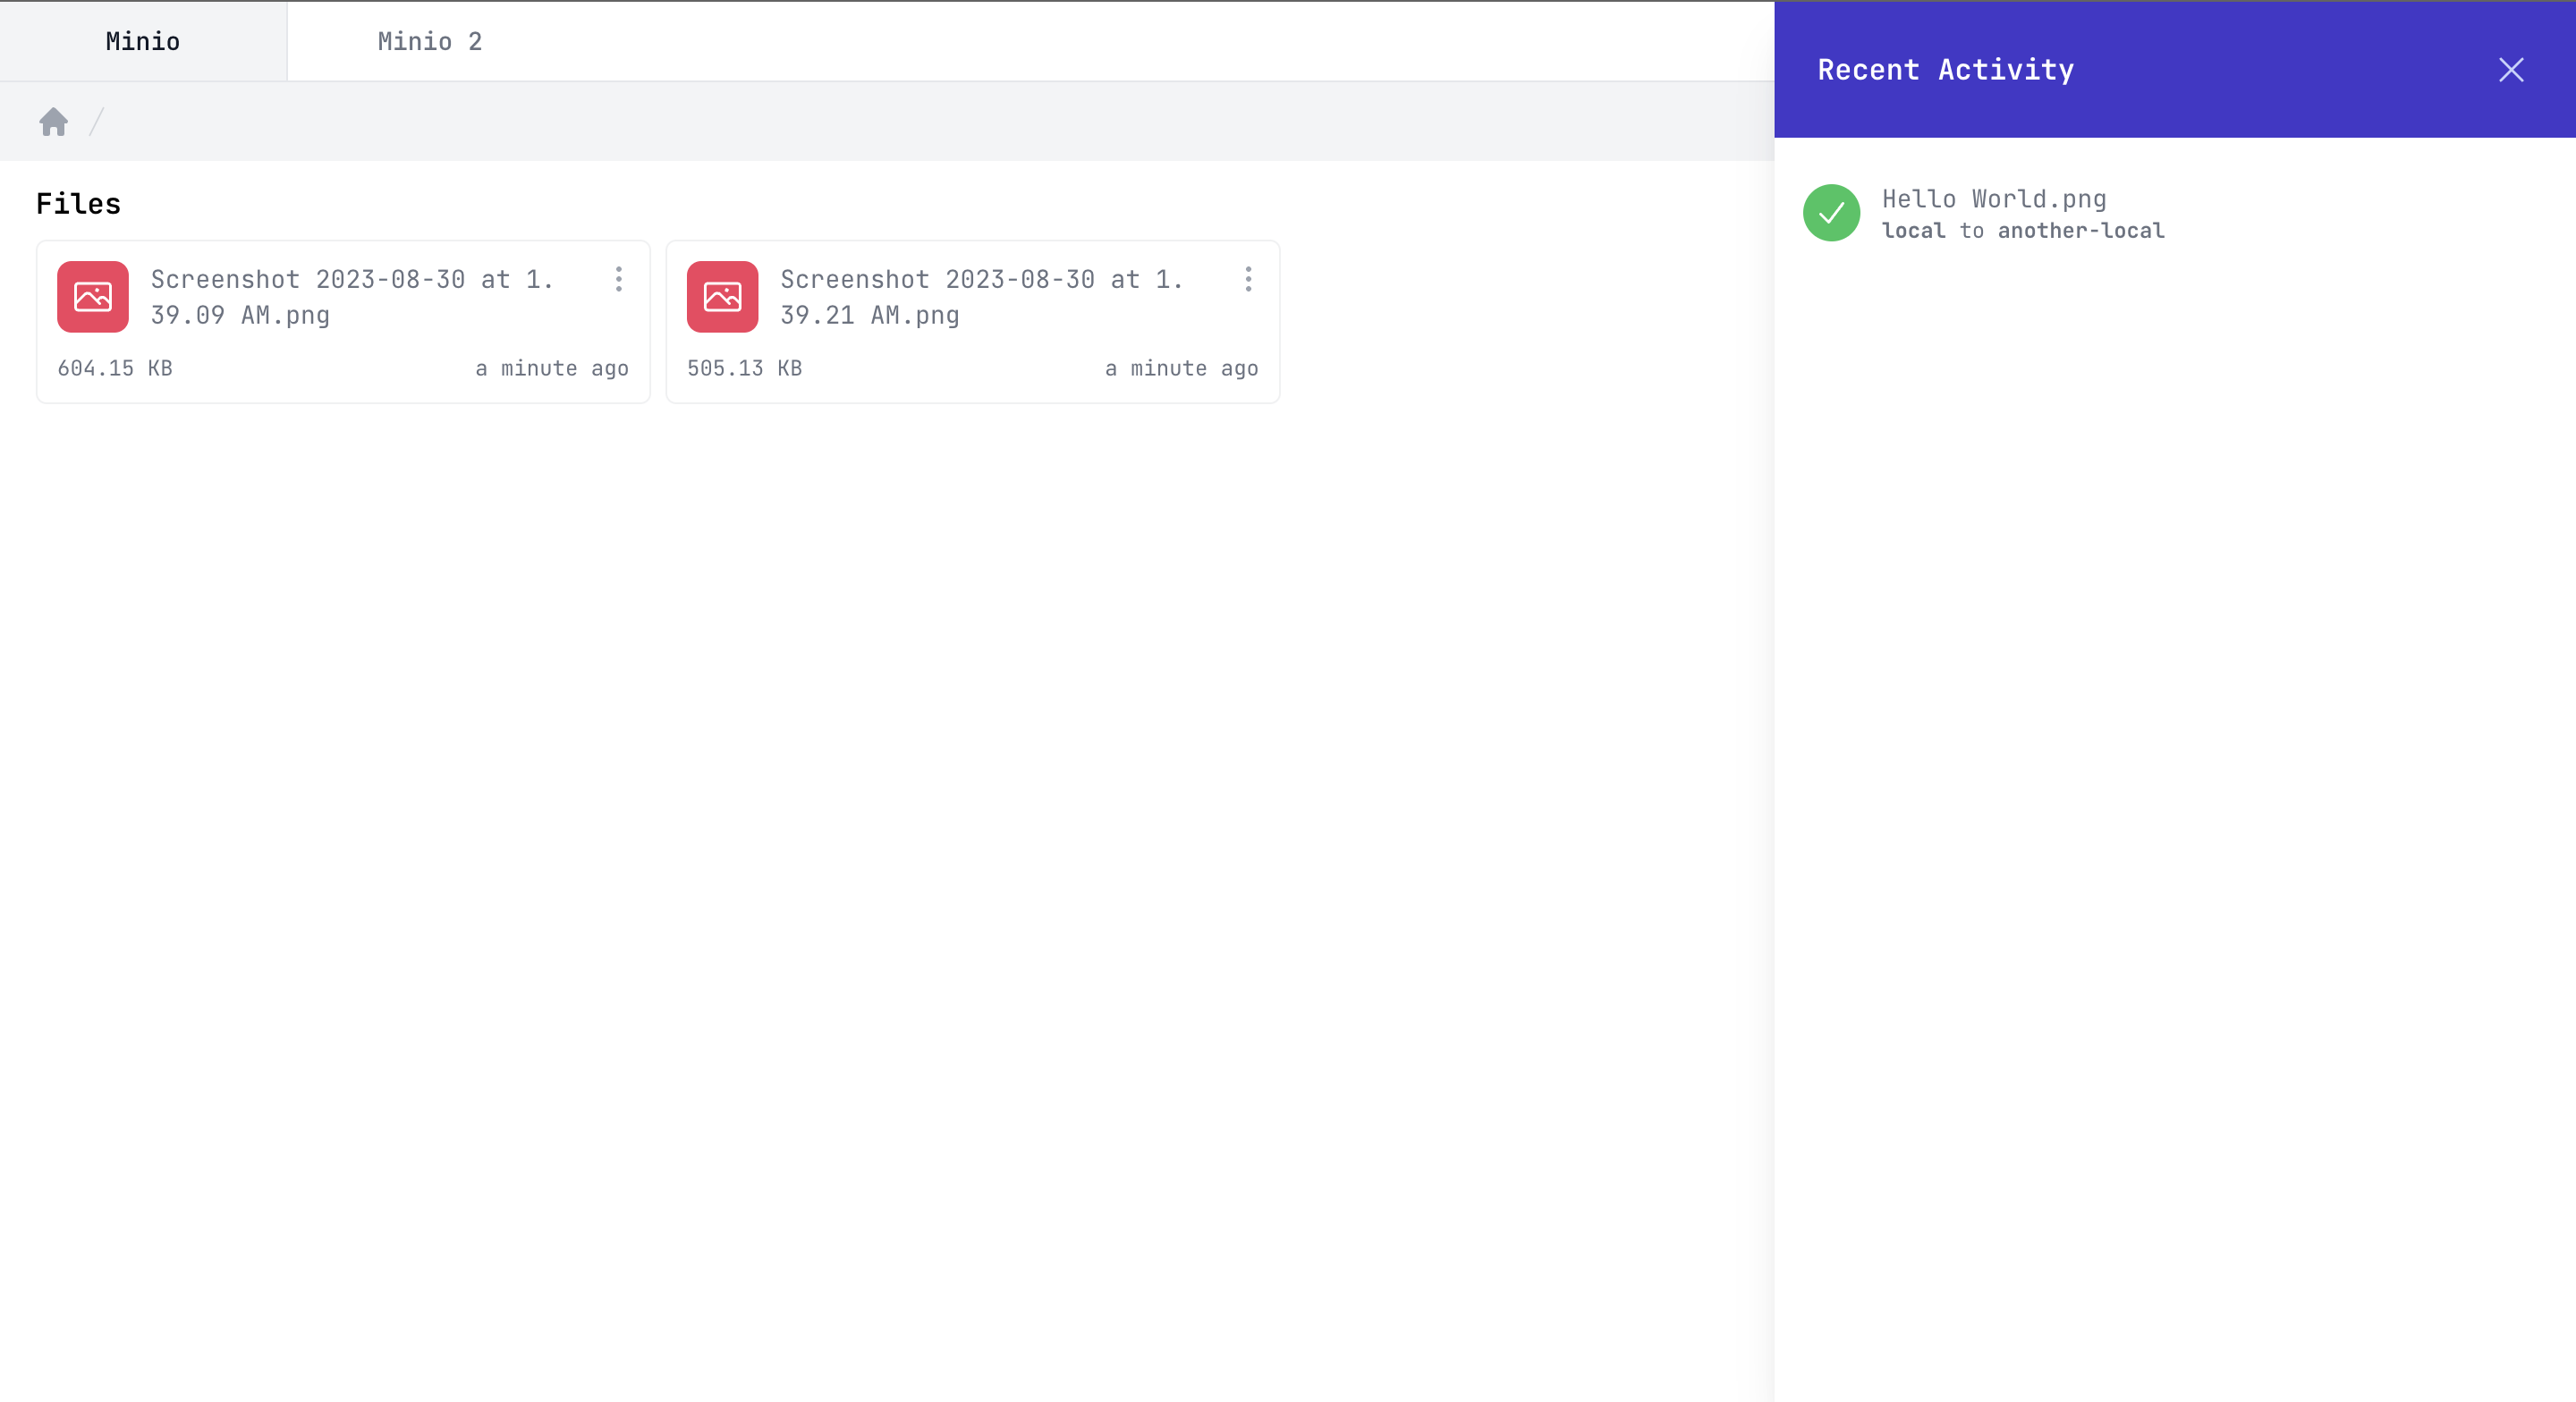 Minio
Minio 2
/
Files
Screenshot 2023-08-30 at 1.
39.09 AM.png
604.15 KB
a minute ago
Screenshot 2023-08-30 at 1.
39.21 AM.png
505.13 KB
a minute ago
Recent Activity
Hello World.png
local to another-local